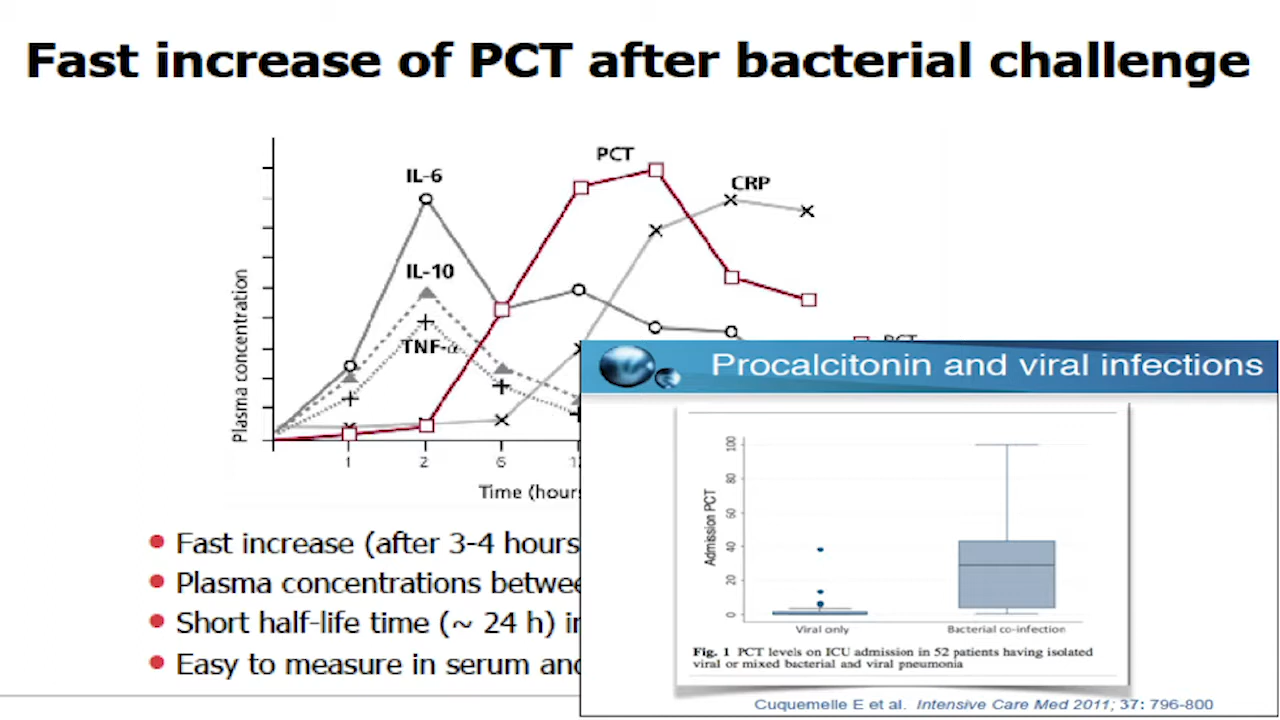 Fast increase of PCT after bacterial challenge
PCT
IL-6
CRP
IL-10
TNF-α
Plasma concentration
1 2 6
Time (hours
Fast increase (after 3-4 hours
Plasma concentrations betwee
Short half-life time (~ 24 h) in
Easy to measure in serum and
Procalcitonin and viral infections
Admission PCT
100
80
60
40
20
0
Viral only Bacterial co-infection
Fig. 1 PCT levels on ICU admission in 52 patients having isolated
viral or mixed bacterial and viral pneumonia
Cuquemelle E et al. Intensive Care Med 2011; 37: 796-800